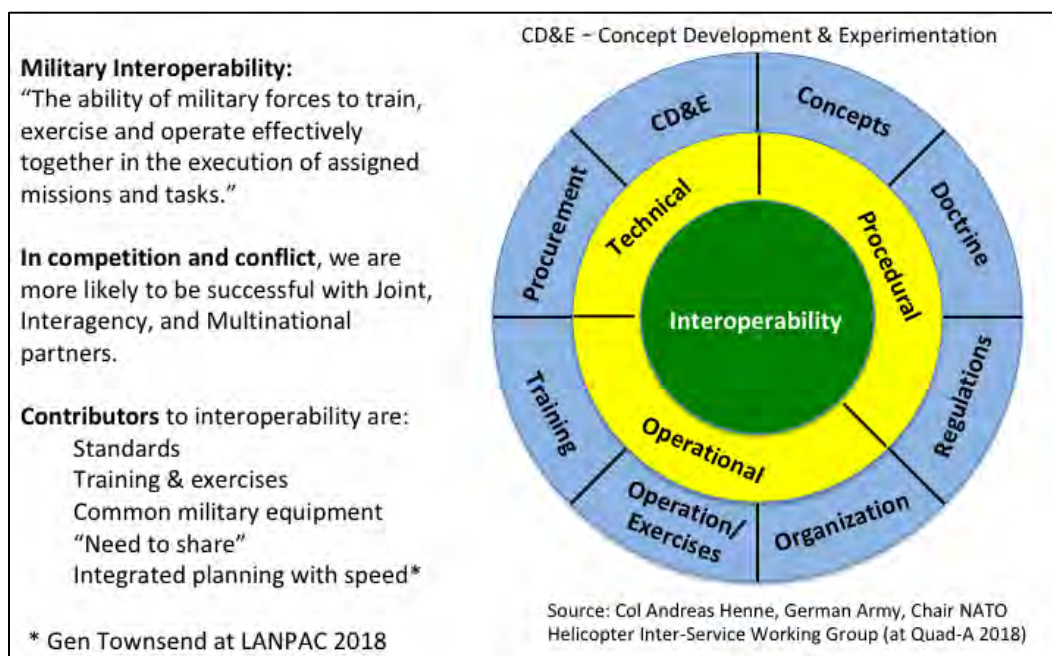 Military Interoperability:
“The ability of military forces to train,
exercise and operate effectively
together in the execution of assigned
missions and tasks.”
In competition and conflict, we are
more likely to be successful with Joint,
Interagency, and Multinational
partners.
Contributors to interoperability are:
Standards
Training & exercises
Common military equipment
“Need to share”
Integrated planning with speed*
* Gen Townsend at LANPAC 2018
CD&E – Concept Development & Experimentation
CD&E
Concepts
Doctrine
Regulations
Organization
Operation/
Exercises
Training
Procurement
Technical
Procedural
Operational
Interoperability
Source: Col Andreas Henne, German Army, Chair NATO
Helicopter Inter-Service Working Group (at Quad-A 2018)